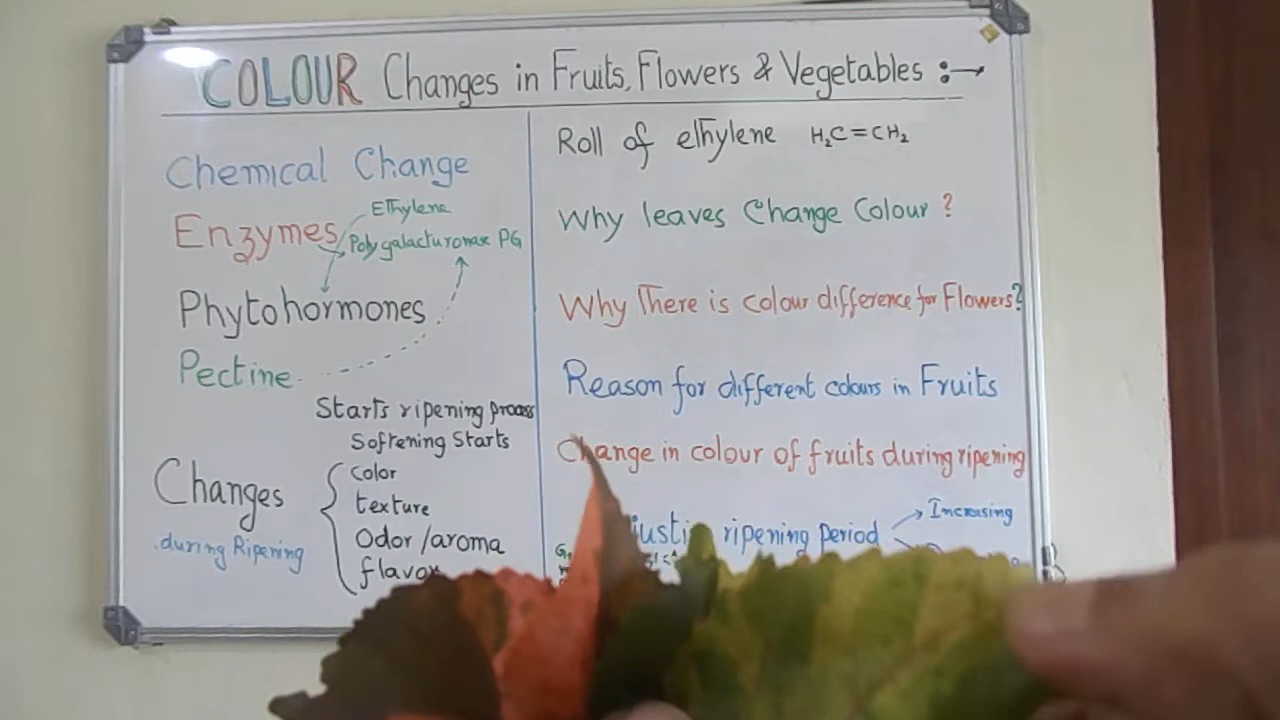 COLOUR Changes in Fruits, Flowers & Vegetables :→
Chemical Change
Enzymes
Ethylene
Polygalacturonase PG
Phytohormones
Pectine
Starts ripening process
Softening Starts
Changes
during Ripening
Color
texture
Odor/aroma
flavor
Roll of ethylene H₂C=CH₂
Why leaves Change Colour?
Why There is colour difference for Flowers?
Reason for different colours in Fruits
Change in colour of fruits during ripening
ripening Period
Increasing